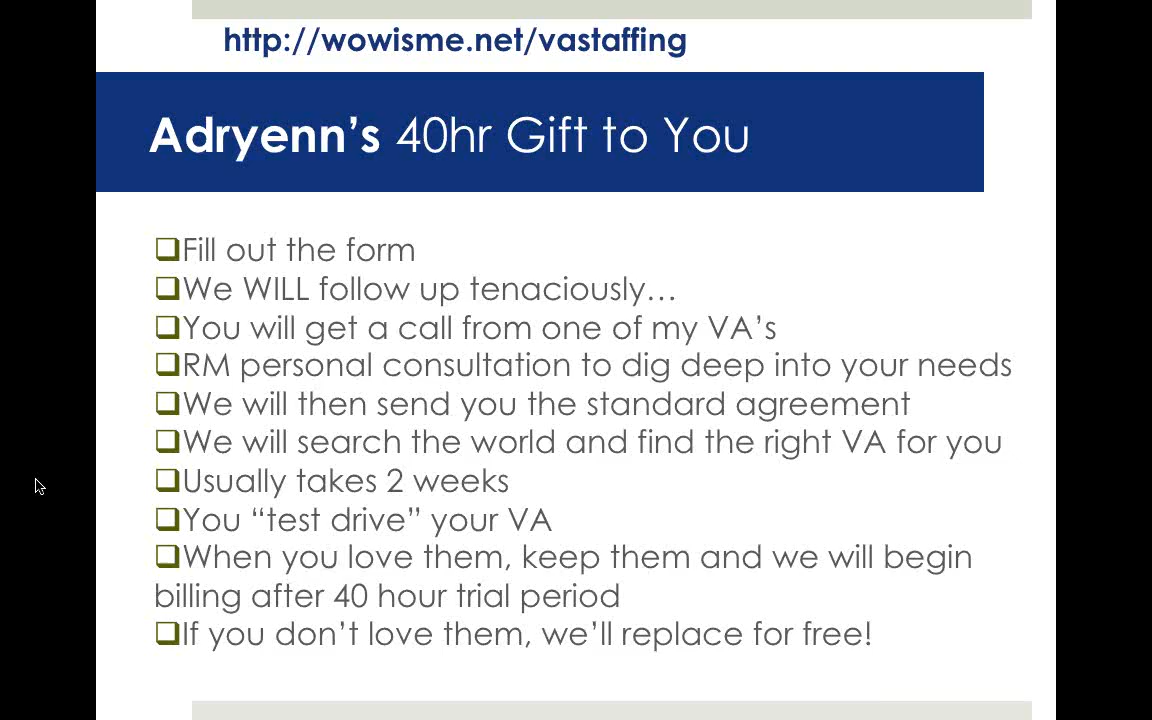 http://wowisme.net/vastaffing
Adryenn’s 40hr Gift to You
❑Fill out the form
❑We WILL follow up tenaciously…
❑You will get a call from one of my VA’s
❑RM personal consultation to dig deep into your needs
❑We will then send you the standard agreement
❑We will search the world and find the right VA for you
❑Usually takes 2 weeks
❑You “test drive” your VA
❑When you love them, keep them and we will begin
billing after 40 hour trial period
❑If you don’t love them, we’ll replace for free!